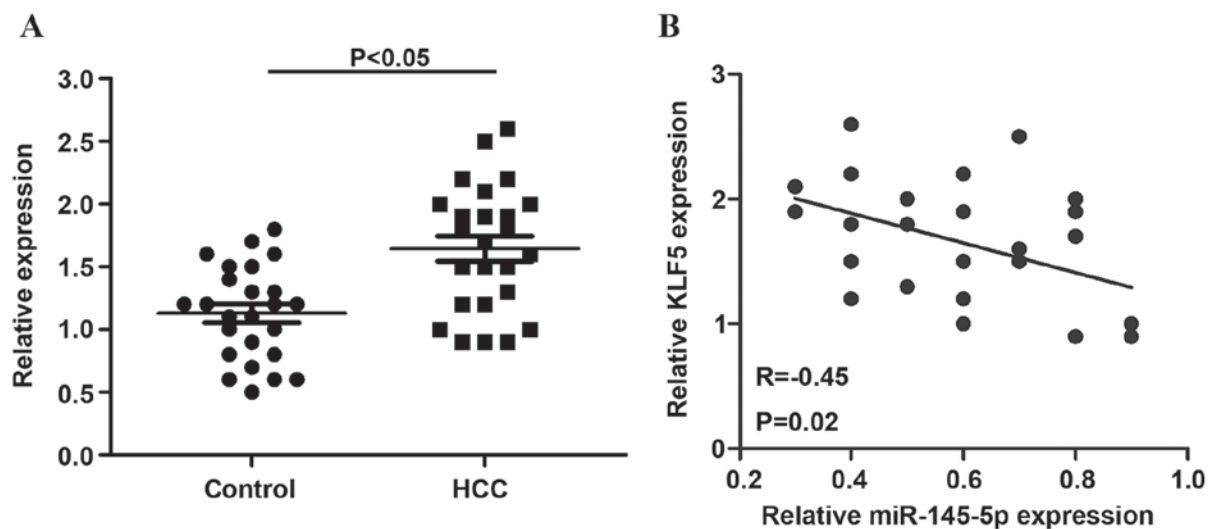 A
P<0.05
3.0
2.5
2.0
1.5
1.0
0.5
0.0
Relative expression
Control
HCC
B
3
2
1
0
Relative KLF5 expression
R=-0.45
P=0.02
0.2
0.4
0.6
0.8
1.0
Relative miR-145-5p expression